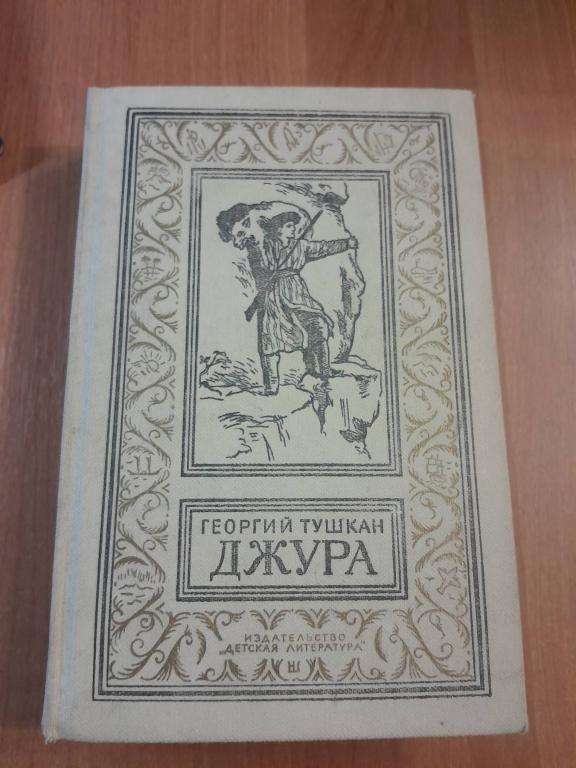 ГЕОРГИЙ ТУШКАН
ДЖУРА
ИЗДАТЕЛЬСТВО
„ДЕТСКАЯ ЛИТЕРАТУРА“